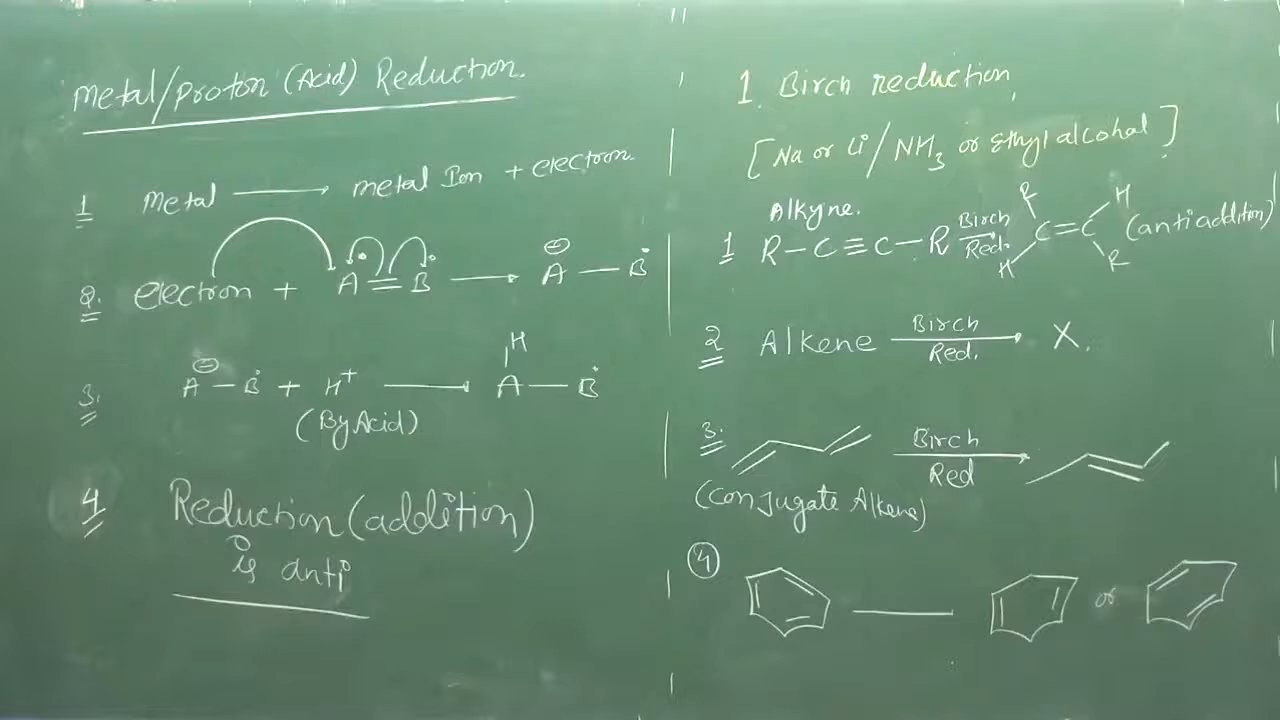 Metal/Proton (Acid) Reduction.
1 Metal ⟶ metal Ion + electron.
2. electron + A=B ⟶ A⊖—B•
3. A⊖—B• + H+ ⟶ A—B•
H
(By Acid)
4 Reduction (addition)
is anti
1. Birch reduction,
[Na or Li/NH3 or Ethyl alcohal]
Alkyne.
1 R-C≡C-R Birch Red. R H C=C H R (antiaddition)
2 Alkene Birch Red. X.
3. Birch Red
(Conjugate Alkene)
4 or